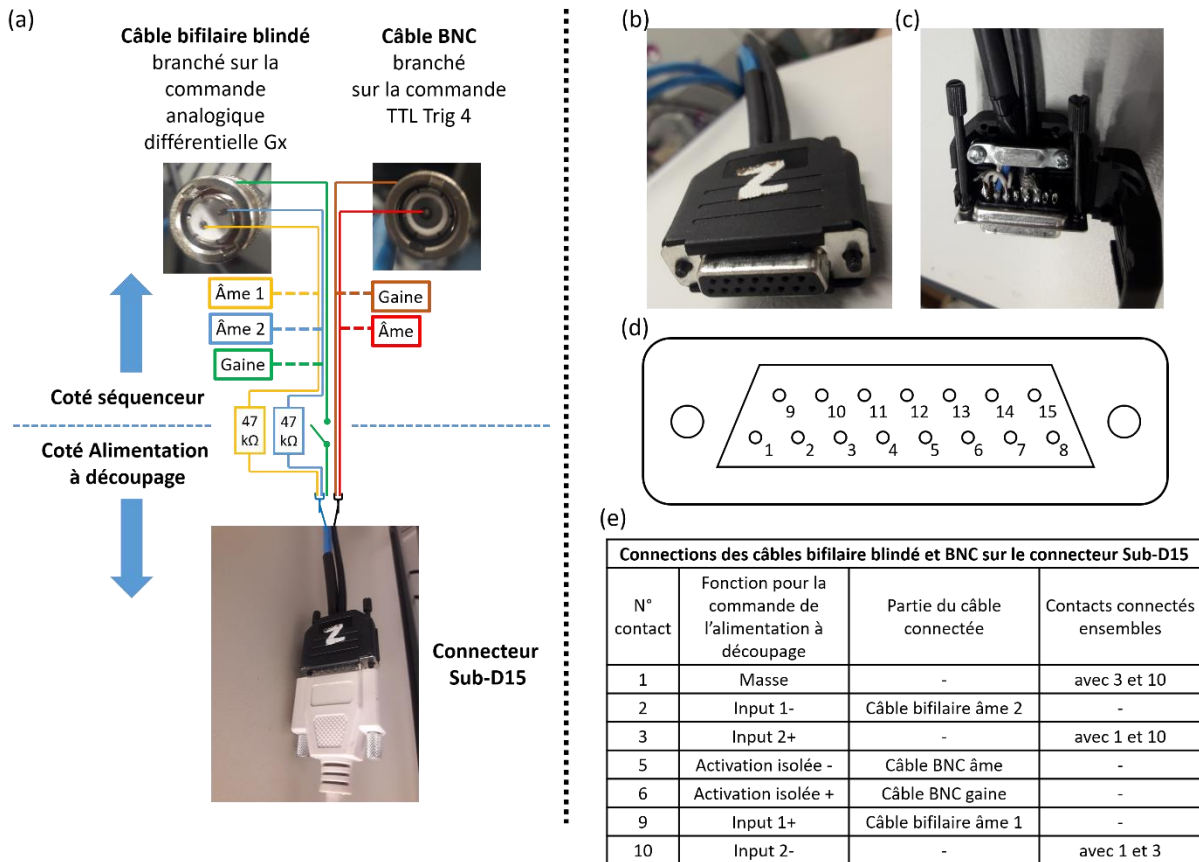 (a)
Câble bifilaire blindé
branché sur la
commande
analogique
différentielle Gx
Câble BNC
branché
sur la commande
TTL Trig 4
Âme 1
Âme 2
Gaine
Gaine
Âme
Coté séquenceur
47
kΩ
47
kΩ
Coté Alimentation
à découpage
Z
Connecteur
Sub-D15
(b)
Z
(c)
(d)
9 10 11 12 13 14 15
1 2 3 4 5 6 7 8
(e)
Connections des câbles bifilaire blindé et BNC sur le connecteur Sub-D15
N°
contact
Fonction pour la
commande de
l'alimentation à
découpage
Partie du câble
connectée
Contacts connectés
ensembles
1 Masse - avec 3 et 10
2 Input 1- Câble bifilaire âme 2 -
3 Input 2+ - avec 1 et 10
5 Activation isolée - Câble BNC âme -
6 Activation isolée + Câble BNC gaine -
9 Input 1+ Câble bifilaire âme 1 -
10 Input 2- - avec 1 et 3